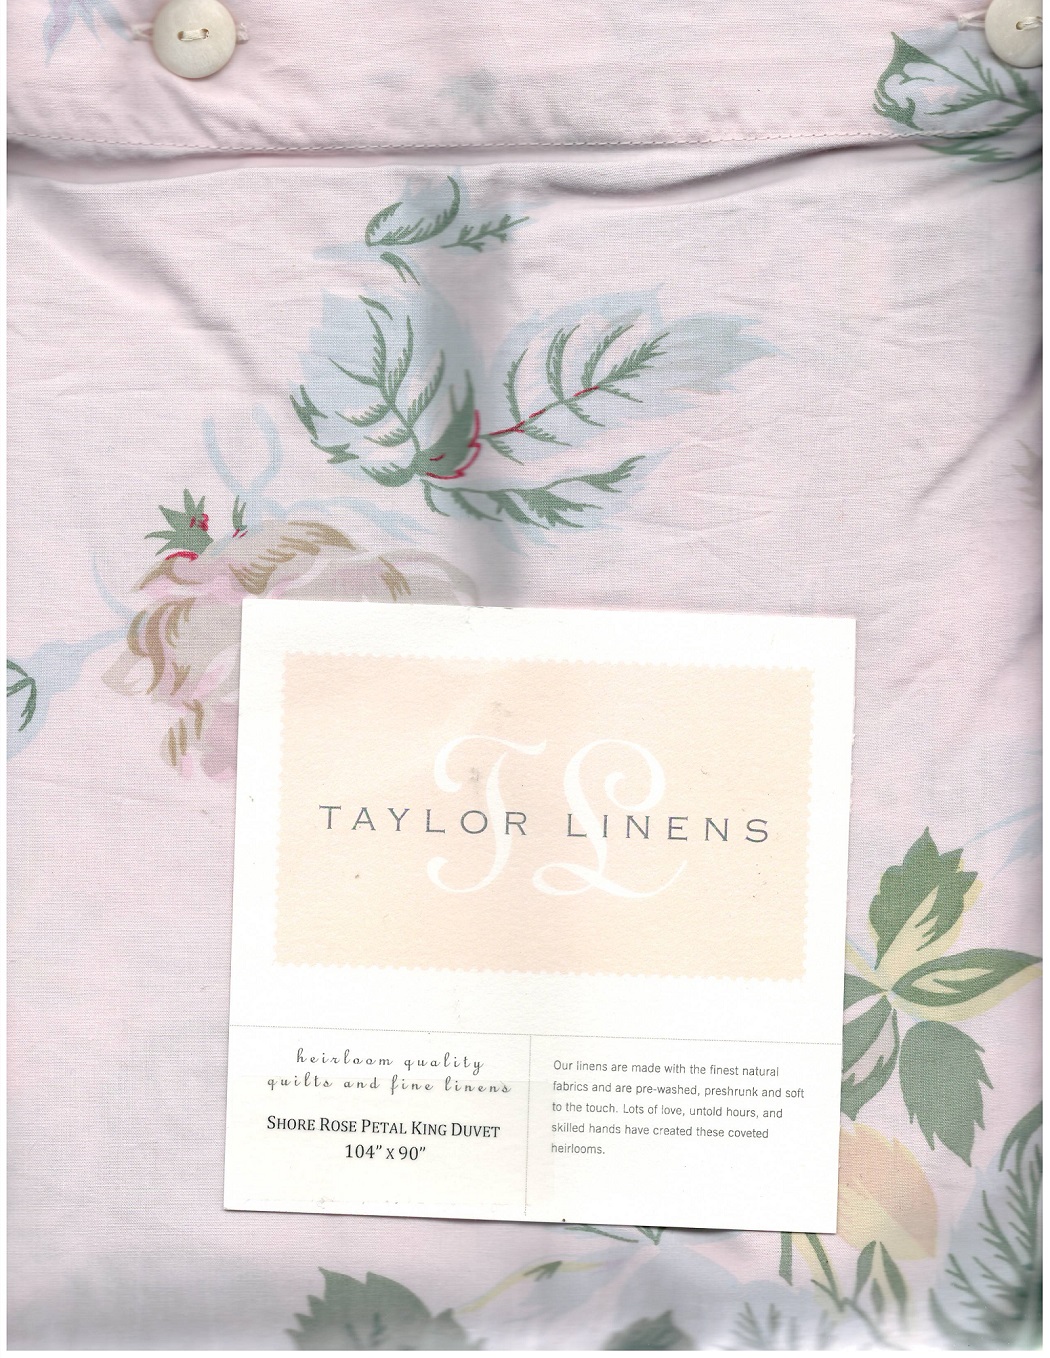 TL
TAYLOR LINENS
heirloom quality
quilts and fine linens
SHORE ROSE PETAL KING DUVET
104" X 90"
Our linens are made with the finest natural
fabrics and are pre-washed, preshrunk and soft
to the touch. Lots of love, untold hours, and
skilled hands have created these coveted
heirlooms.